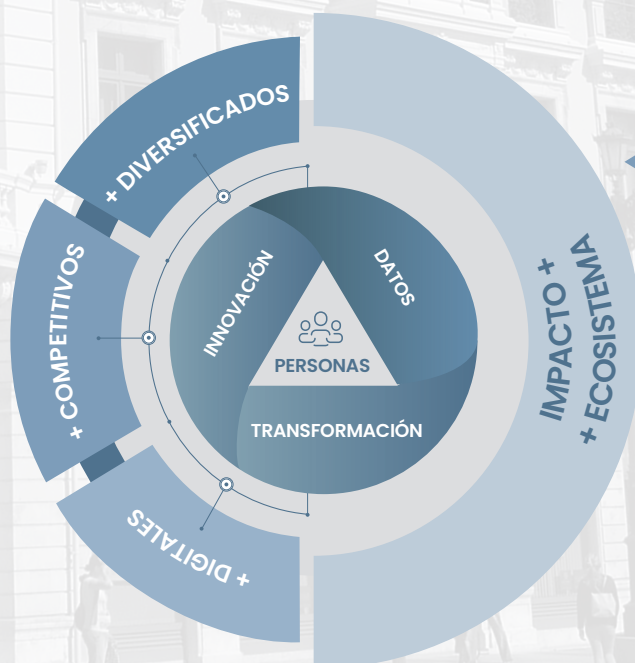 + DIVERSIFICADOS
+ COMPETITIVOS
+ DIGITALES
INNOVACIÓN
DATOS
PERSONAS
TRANSFORMACIÓN
IMPACTO +
+ ECOSISTEMA